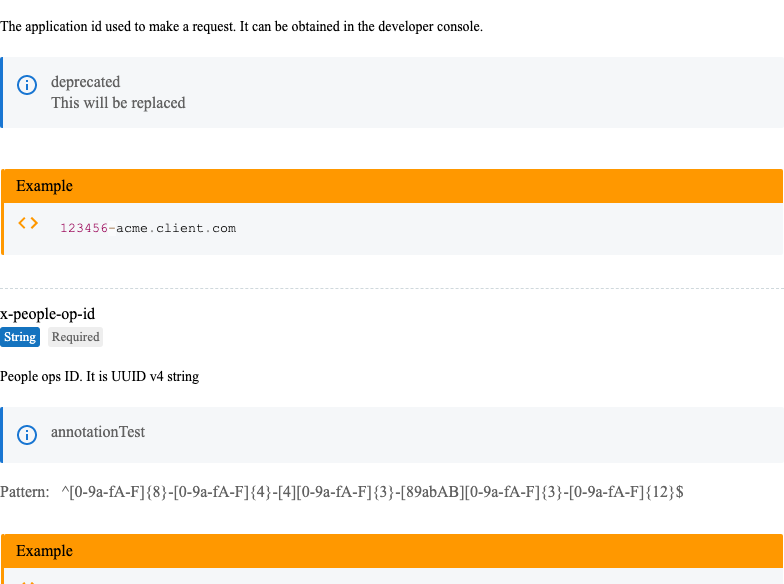 The application id used to make a request. It can be obtained in the developer console.
deprecated
This will be replaced
Example
123456-acme.client.com
x-people-op-id
String Required
People ops ID. It is UUID v4 string
annotationTest
Pattern: ^[0-9a-fA-F]{8}-[0-9a-fA-F]{4}-[4][0-9a-fA-F]{3}-[89abAB][0-9a-fA-F]{3}-[0-9a-fA-F]{12}$
Example